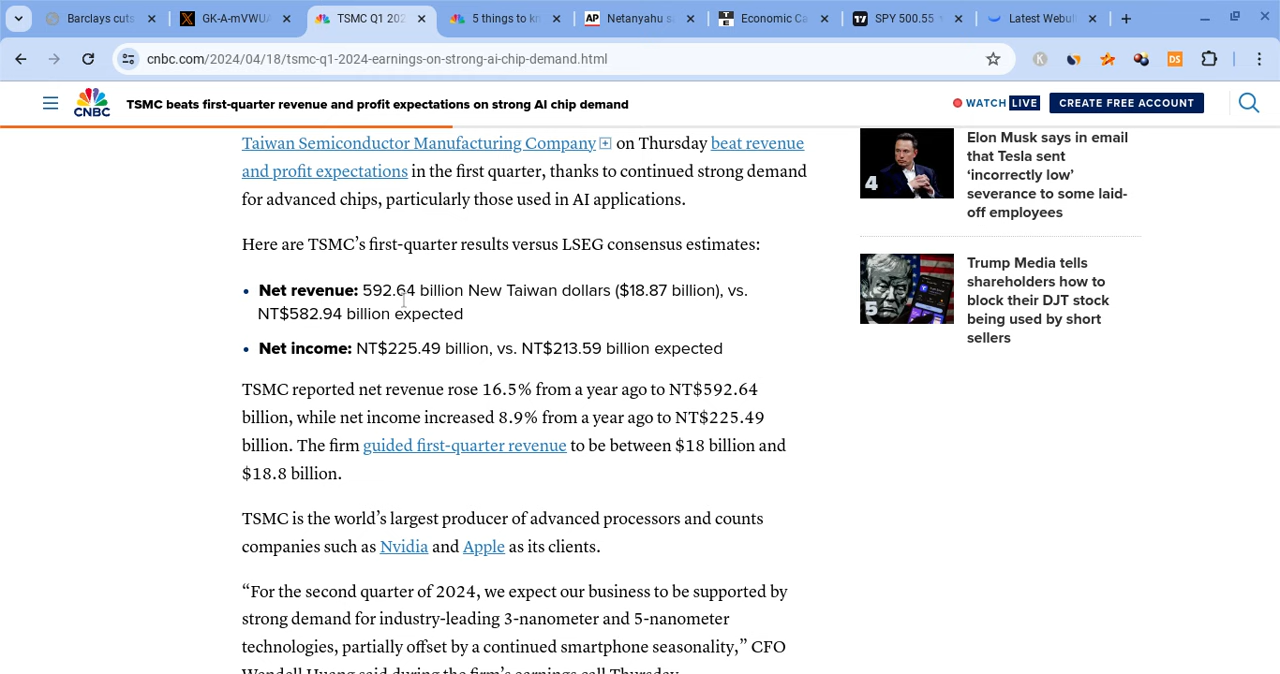 Barclays cuts
GK-A-mVWUA
TSMC Q1 202
5 things to kn
Netanyahu sa
Economic Ca
SPY 500.55
Latest Webul
cnbc.com/2024/04/18/tsmc-q1-2024-earnings-on-strong-ai-chip-demand.html
K
DS
CNBC
TSMC beats first-quarter revenue and profit expectations on strong AI chip demand
WATCH LIVE
CREATE FREE ACCOUNT
Taiwan Semiconductor Manufacturing Company on Thursday beat revenue
and profit expectations in the first quarter, thanks to continued strong demand
for advanced chips, particularly those used in AI applications.
Here are TSMC’s first-quarter results versus LSEG consensus estimates:
• Net revenue: 592.64 billion New Taiwan dollars ($18.87 billion), vs.
NT$582.94 billion expected
• Net income: NT$225.49 billion, vs. NT$213.59 billion expected
TSMC reported net revenue rose 16.5% from a year ago to NT$592.64
billion, while net income increased 8.9% from a year ago to NT$225.49
billion. The firm guided first-quarter revenue to be between $18 billion and
$18.8 billion.
TSMC is the world’s largest producer of advanced processors and counts
companies such as Nvidia and Apple as its clients.
“For the second quarter of 2024, we expect our business to be supported by
strong demand for industry-leading 3-nanometer and 5-nanometer
technologies, partially offset by a continued smartphone seasonality,” CFO
Wendell Huang said during the firm’s earnings call Thursday.
4
Elon Musk says in email
that Tesla sent
‘incorrectly low’
severance to some laid-
off employees
5
Trump Media tells
shareholders how to
block their DJT stock
being used by short
sellers